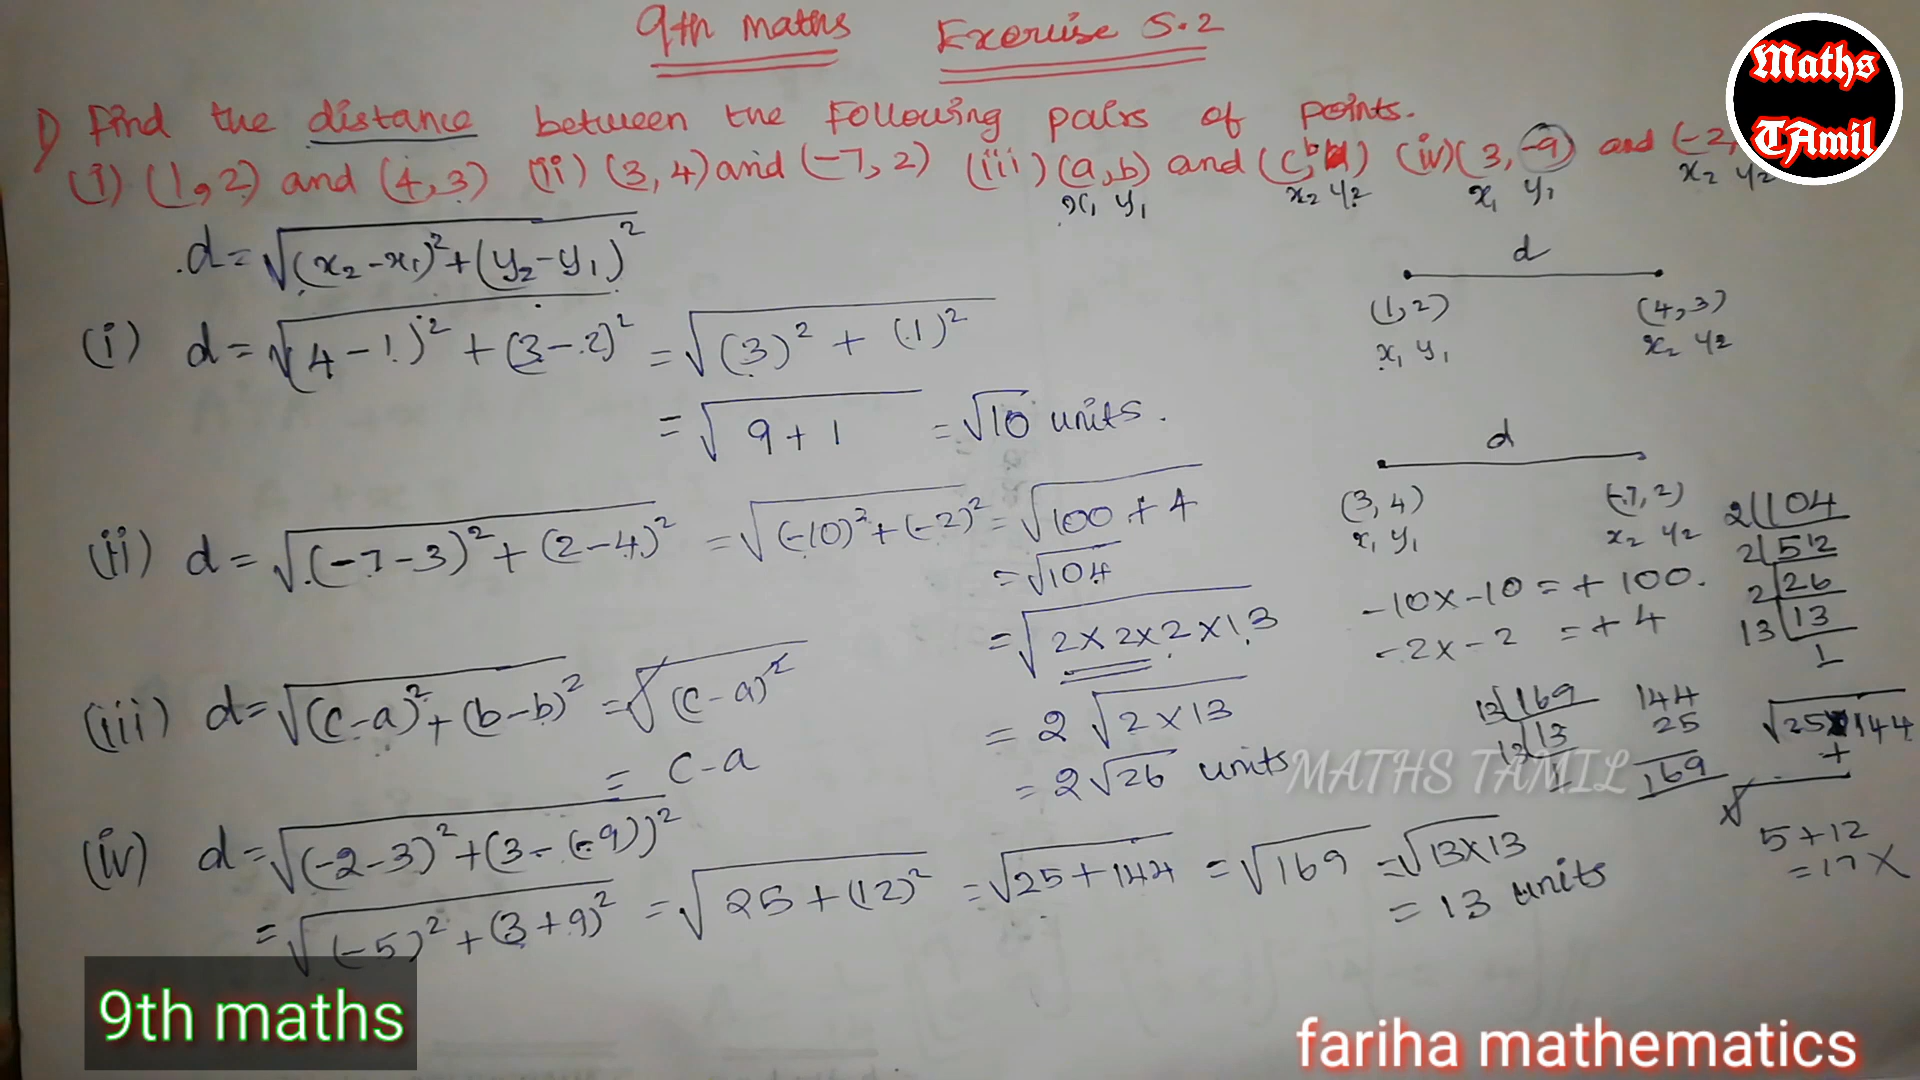 9th maths Exercise 5.2
Maths TAmil
1) Find the distance between the Following pairs of points.
(i) (1,2) and (4,3) (ii) (3,4) and (-7,2) (iii) (a,b) and (c,b) (iv) (3,-9) and (-2,
x₁ y₁ x₂ y₂ x₁ y₁ x₂ y₂
d = √(x₂-x₁)²+(y₂-y₁)²
d
(1,2) (4,3)
x₁ y₁ x₂ y₂
(i) d = √(4-1)²+(3-2)² = √(3)²+(1)²
= √9+1 = √10 units.
d
(3,4) (-7,2)
x₁ y₁ x₂ y₂
(ii) d = √(-7-3)²+(2-4)² = √(-10)²+(-2)² = √100+4
= √104
= √2×2×2×13
= 2√2×13
= 2√26 units
-10×-10 = +100.
-2×-2 = +4
2 104
2 52
2 26
13 13
1
(iii) d = √(c-a)²+(b-b)² = √(c-a)²
= c-a
13 169
13 13
1
144
25
169
√25 144
+
5+12
= 17 ×
MATHS TAMIL
(iv) d = √(-2-3)²+(3-(-9))²
= √(-5)²+(3+9)² = √25+(12)² = √25+144 = √169 = √13×13
= 13 units
9th maths
fariha mathematics